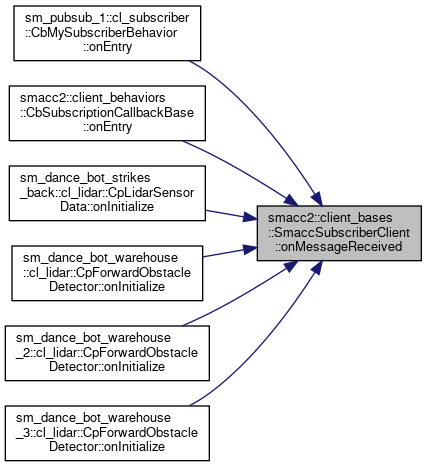 sm_pubsub_1::cl_subscriber
::CbMySubscriberBehavior
::onEntry
smacc2::client_behaviors
::CbSubscriptionCallbackBase
::onEntry
sm_dance_bot_strikes
_back::cl_lidar::CpLidarSensor
Data::onInitialize
smacc2::client_bases
::SmaccSubscriberClient
::onMessageReceived
sm_dance_bot_warehouse
::cl_lidar::CpForwardObstacle
Detector::onInitialize
sm_dance_bot_warehouse
_2::cl_lidar::CpForwardObstacle
Detector::onInitialize
sm_dance_bot_warehouse
_3::cl_lidar::CpForwardObstacle
Detector::onInitialize